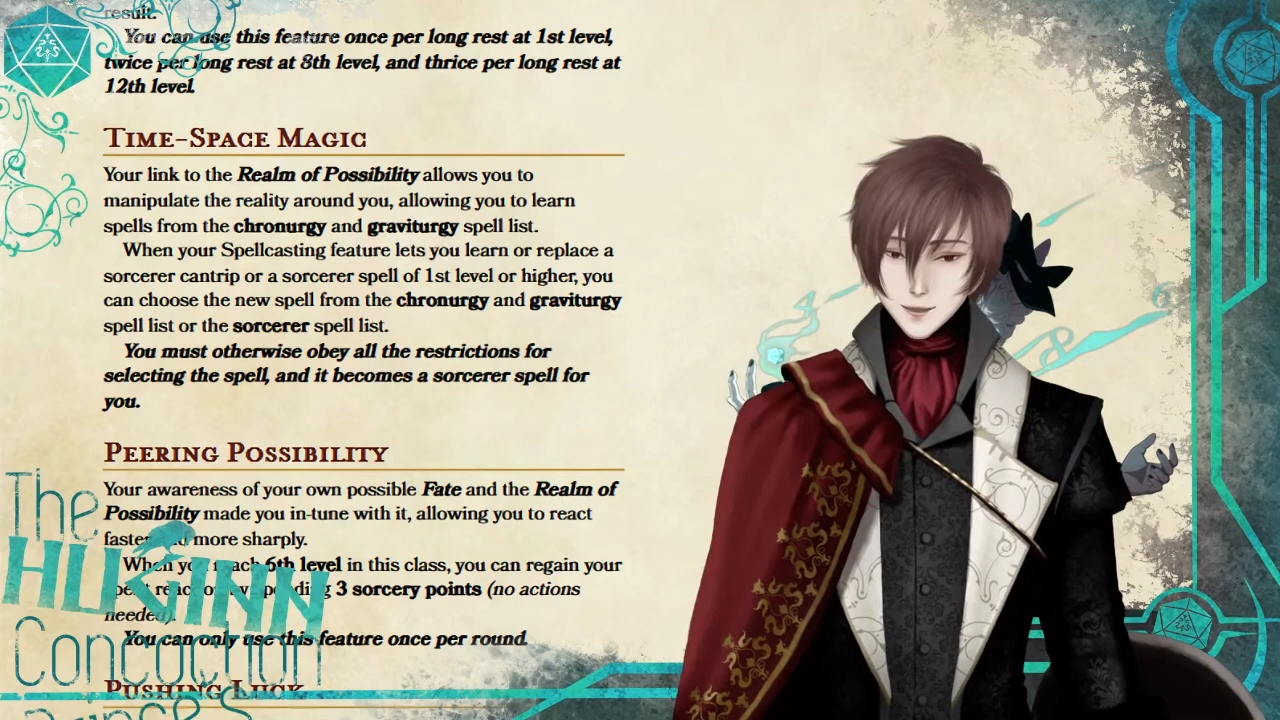 result.
You can use this feature once per long rest at 1st level,
twice per long rest at 8th level, and thrice per long rest at
12th level.
Time-Space Magic
Your link to the Realm of Possibility allows you to
manipulate the reality around you, allowing you to learn
spells from the chronurgy and graviturgy spell list.
When your Spellcasting feature lets you learn or replace a
sorcerer cantrip or a sorcerer spell of 1st level or higher, you
can choose the new spell from the chronurgy and graviturgy
spell list or the sorcerer spell list.
You must otherwise obey all the restrictions for
selecting the spell, and it becomes a sorcerer spell for
you.
Peering Possibility
Your awareness of your own possible Fate and the Realm of
Possibility made you in-tune with it, allowing you to react
faster and more sharply.
When you reach 6th level in this class, you can regain your
spending 3 sorcery points (no actions
needed).
You can only use this feature once per round.
Pushing Luck
The
HUKIINN
Concoction